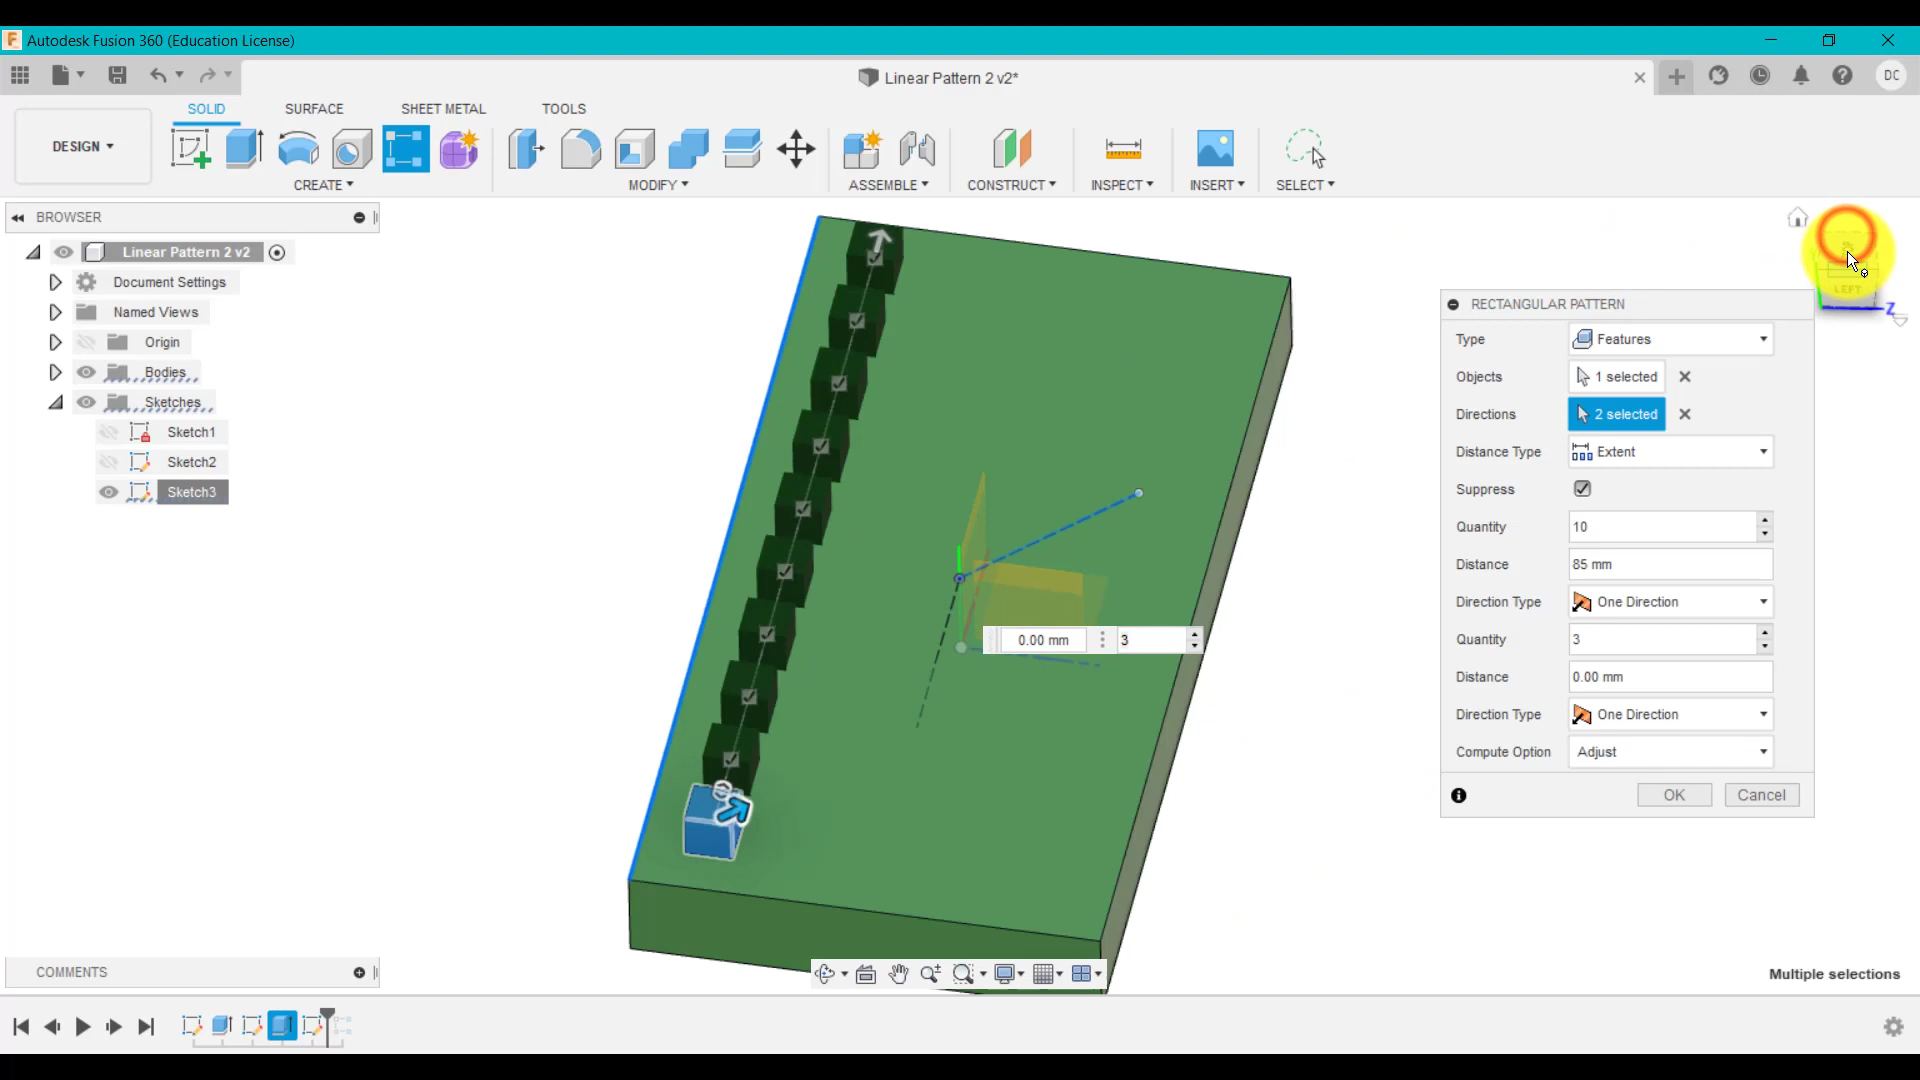 Autodesk Fusion 360 (Education License)
Linear Pattern 2 v2*
DC
SOLID
SURFACE
SHEET METAL
TOOLS
DESIGN
CREATE
MODIFY
ASSEMBLE
CONSTRUCT
INSPECT
INSERT
SELECT
BROWSER
Linear Pattern 2 v2
Document Settings
Named Views
Origin
Bodies
Sketches
Sketch1
Sketch2
Sketch3
LEFT
Z
RECTANGULAR PATTERN
Type Features
Objects 1 selected
Directions 2 selected
Distance Type Extent
Suppress
Quantity 10
Distance 85 mm
Direction Type One Direction
Quantity 3
Distance 0.00 mm
Direction Type One Direction
Compute Option Adjust
OK Cancel
0.00 mm 3
COMMENTS
Multiple selections